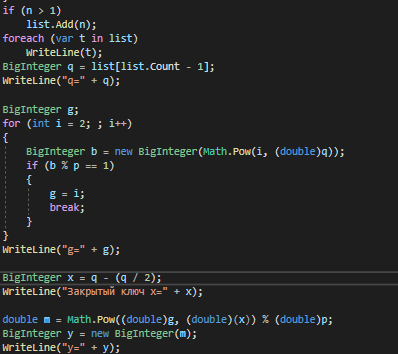 if (n > 1)
list.Add(n);
foreach (var t in list)
WriteLine(t);
BigInteger q = list[list.Count - 1];
WriteLine("q=" + q);
BigInteger g;
for (int i = 2; ; i++)
{
BigInteger b = new BigInteger(Math.Pow(i, (double)q));
if (b % p == 1)
{
g = i;
break;
}
}
WriteLine("g=" + g);
BigInteger x = q - (q / 2);
WriteLine("Закрытый ключ x=" + x);
double m = Math.Pow((double)g, (double)(x)) % (double)p;
BigInteger y = new BigInteger(m);
WriteLine("y=" + y);